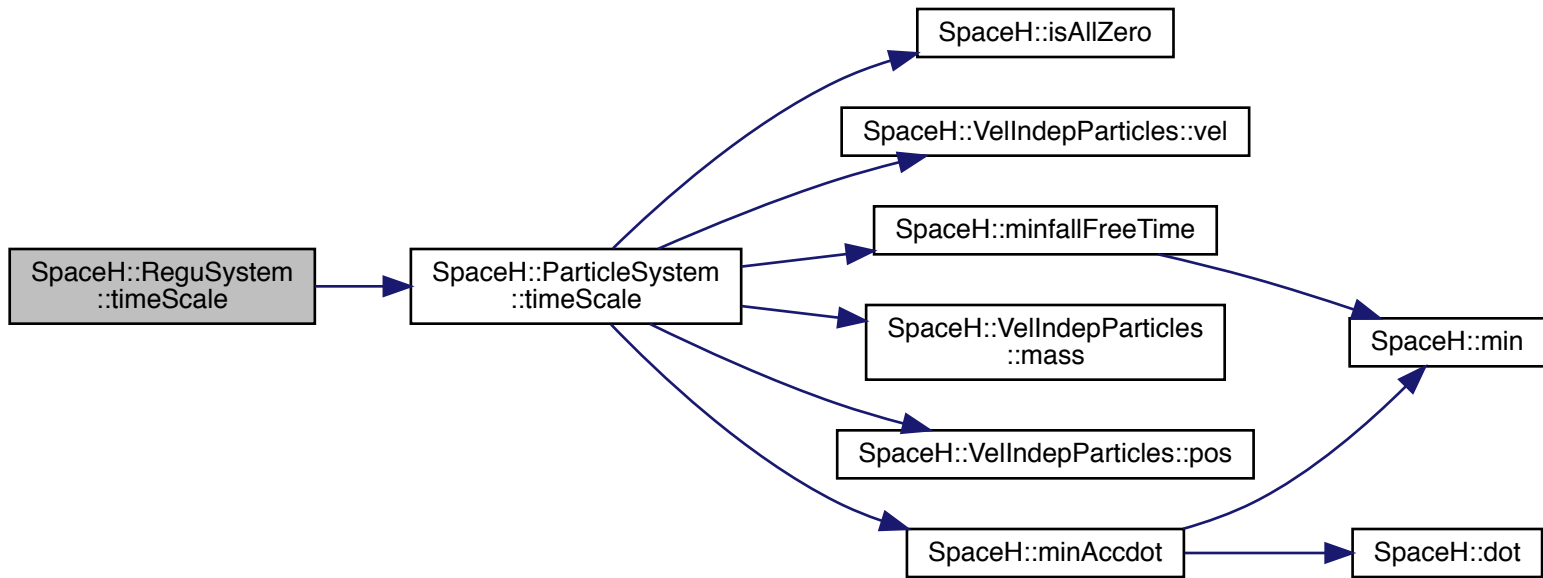 SpaceH::ReguSystem
::timeScale
SpaceH::ParticleSystem
::timeScale
SpaceH::isAllZero
SpaceH::VelIndepParticles::vel
SpaceH::minfallFreeTime
SpaceH::VelIndepParticles
::mass
SpaceH::VelIndepParticles::pos
SpaceH::minAccdot
SpaceH::min
SpaceH::dot